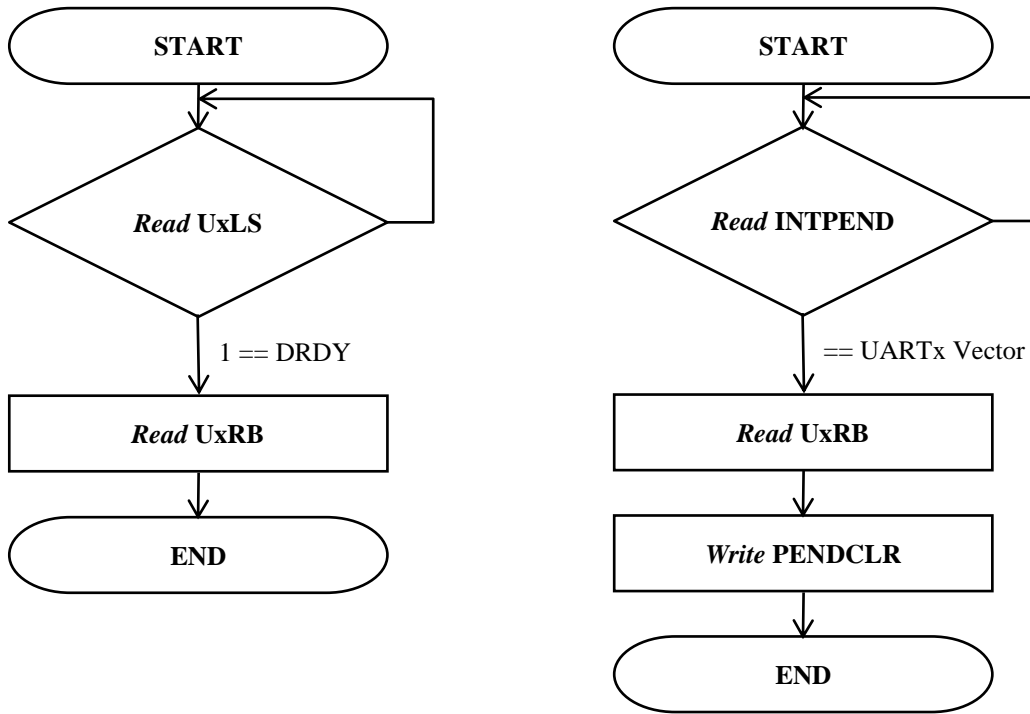 START
Read UxLS
1 == DRDY
Read UxRB
END
START
Read INTPEND
== UARTx Vector
Read UxRB
Write PENDCLR
END